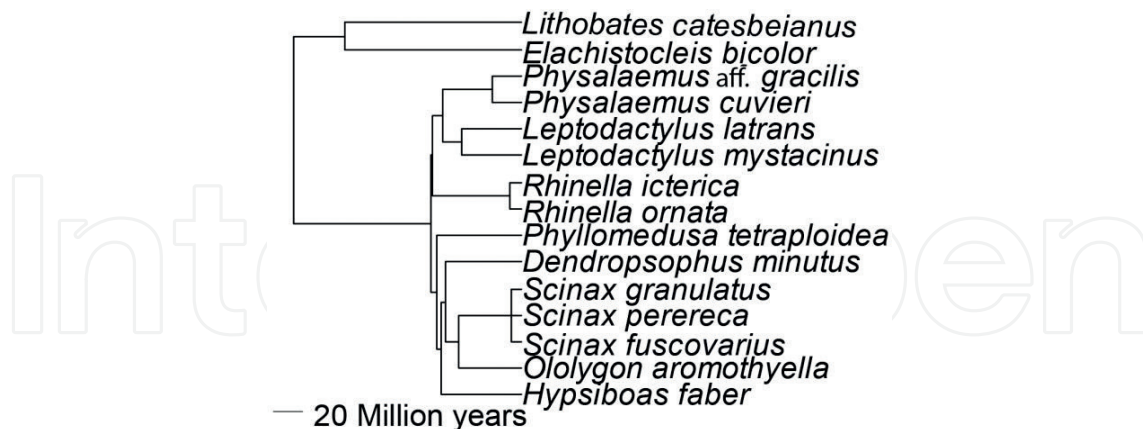 Lithobates catesbeianus
Elachistocleis bicolor
Physalaemus aff. gracilis
Physalaemus cuvieri
Leptodactylus latrans
Leptodactylus mystacinus
Rhinella icterica
Rhinella ornata
Phyllomedusa tetraploidea
Dendropsophus minutus
Scinax granulatus
Scinax perereca
Scinax fuscovarius
Ololygon aromothyella
Hypsiboas faber
20 Million years